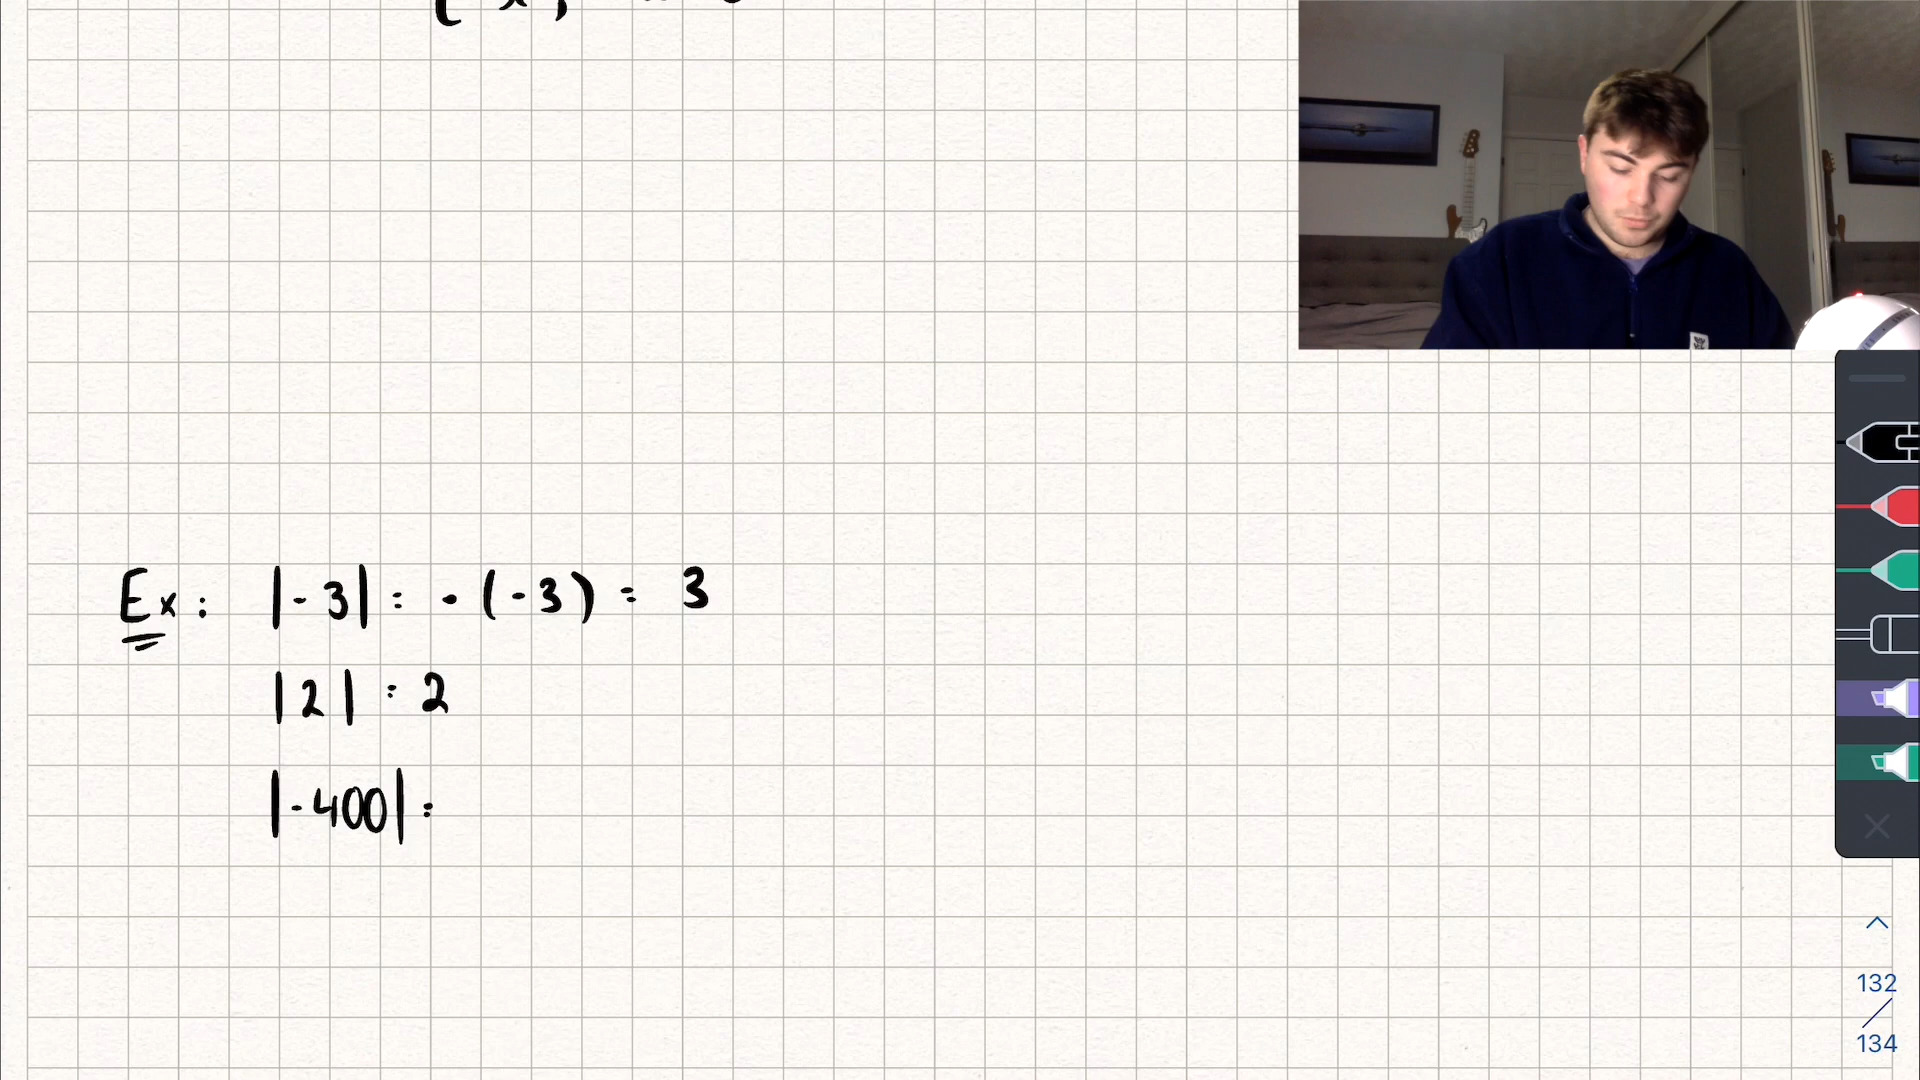 Ex: |-3| = -(-3) = 3
|2| = 2
|-400| =
132
/
134